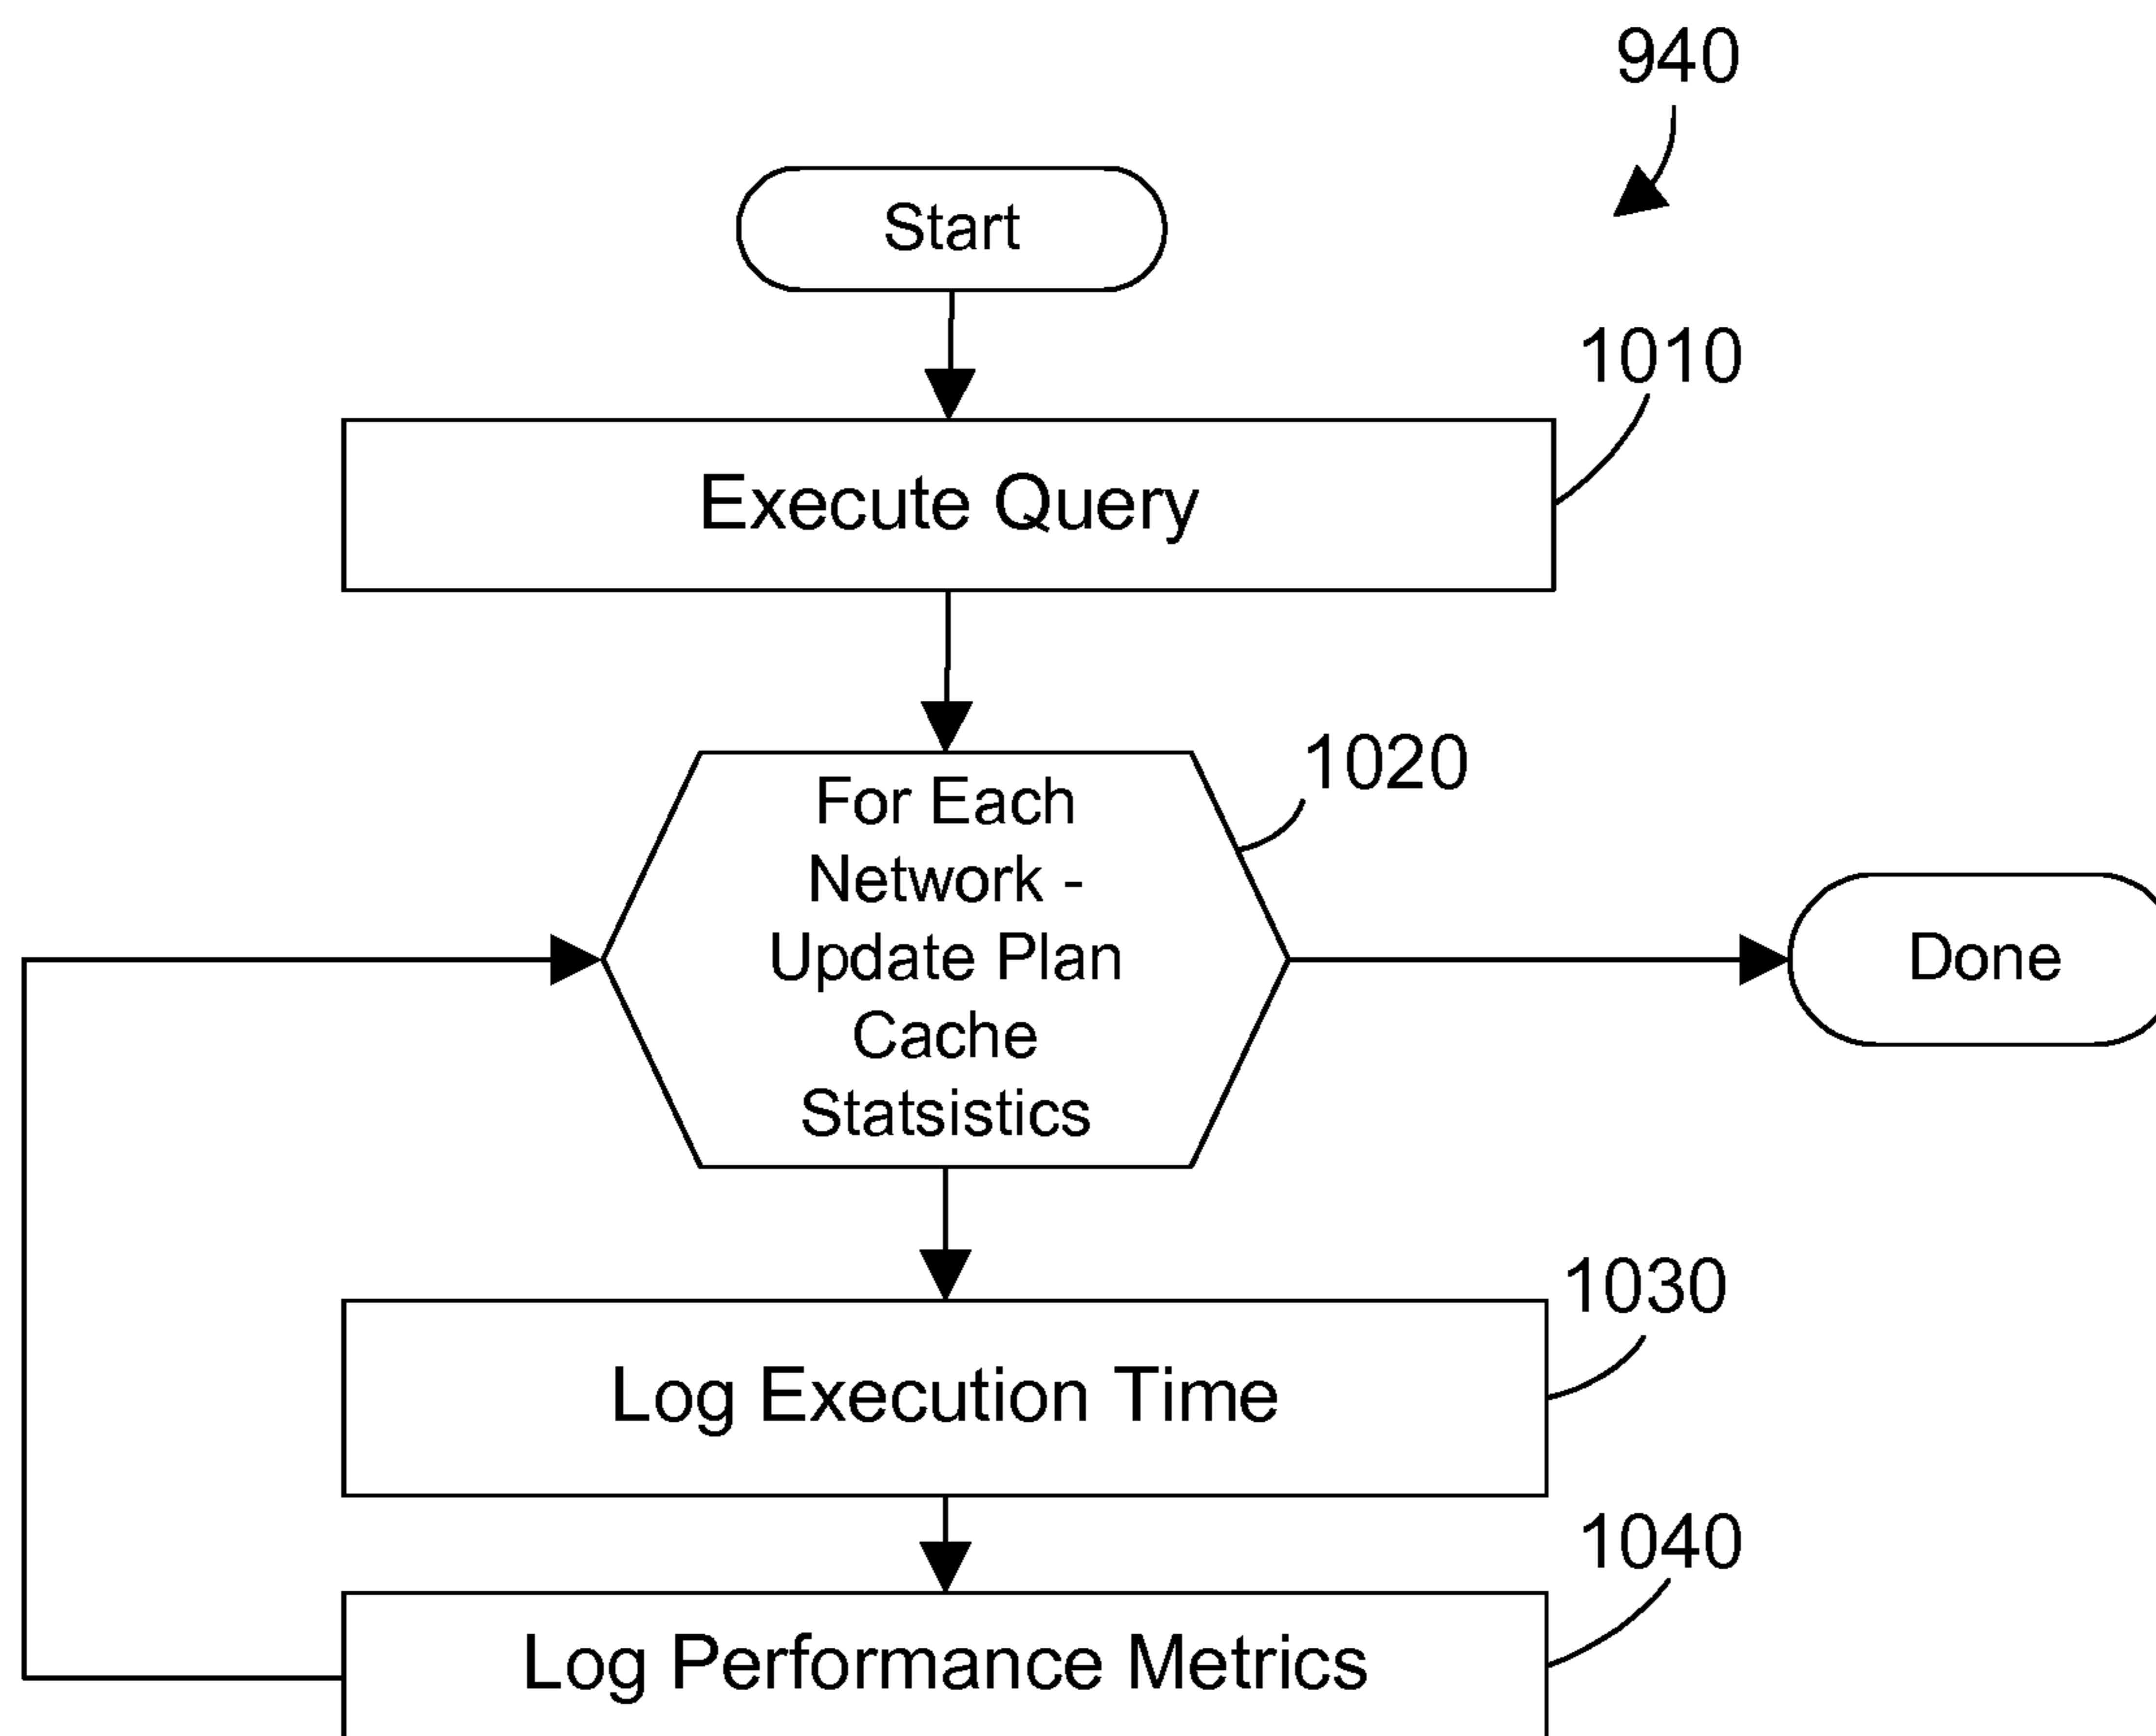 940
Start
1010
Execute Query
1020
For Each
Network -
Update Plan
Cache
Statsistics
Done
1030
Log Execution Time
1040
Log Performance Metrics